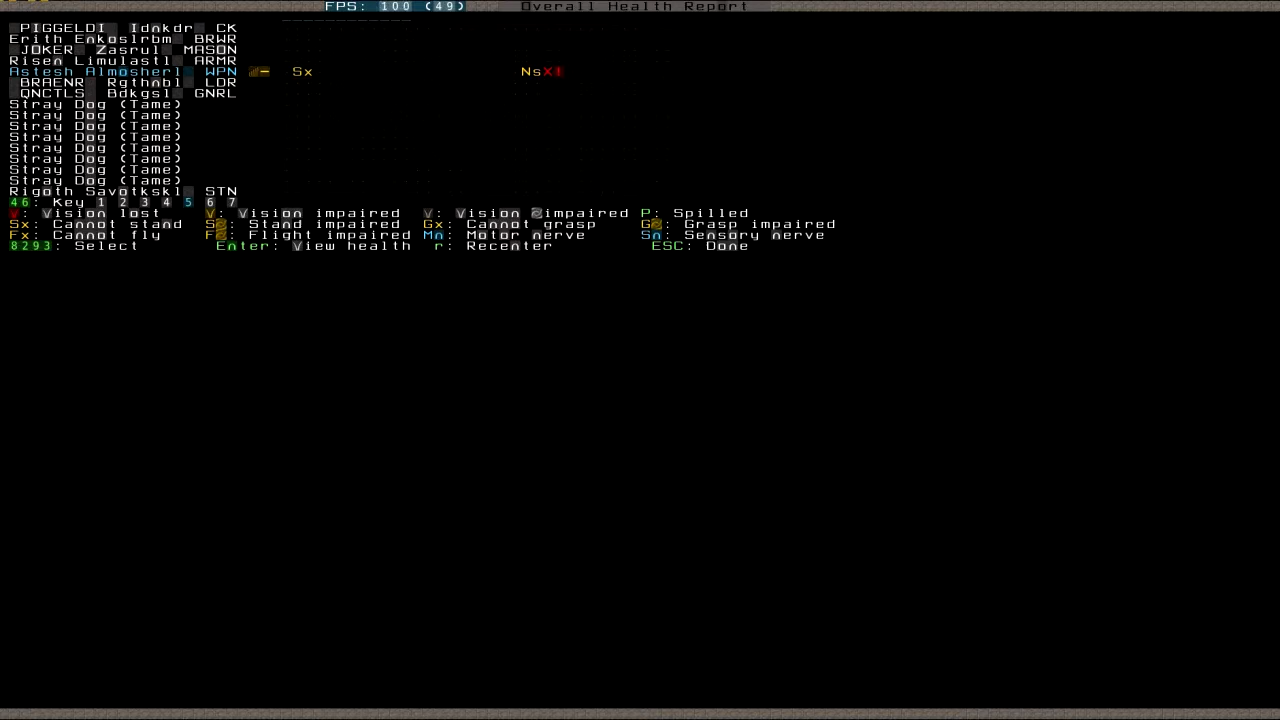 FPS: 100 (49) Overall Health Report
PIGGELDI Idnkdr CK
Erith Enkoslrbm BRWR
JOKER Zasrul MASON
Risen Limulastl ARMR
Astesh Almosherl WPN Sx NsX!
BRAENR Rgthnbl LDR
QNCTLS Bdkgsl GNRL
Stray Dog (Tame)
Stray Dog (Tame)
Stray Dog (Tame)
Stray Dog (Tame)
Stray Dog (Tame)
Stray Dog (Tame)
Stray Dog (Tame)
Stray Dog (Tame)
Rigoth Savotkskl STN
46: Key 1 2 3 4 5 6 7
V: Vision lost V: Vision impaired V: Vision impaired P: Spilled
Sx: Cannot stand S: Stand impaired Gx: Cannot grasp G: Grasp impaired
Fx: Cannot fly F: Flight impaired Mn: Motor nerve Sn: Sensory nerve
8293: Select Enter: View health r: Recenter ESC: Done